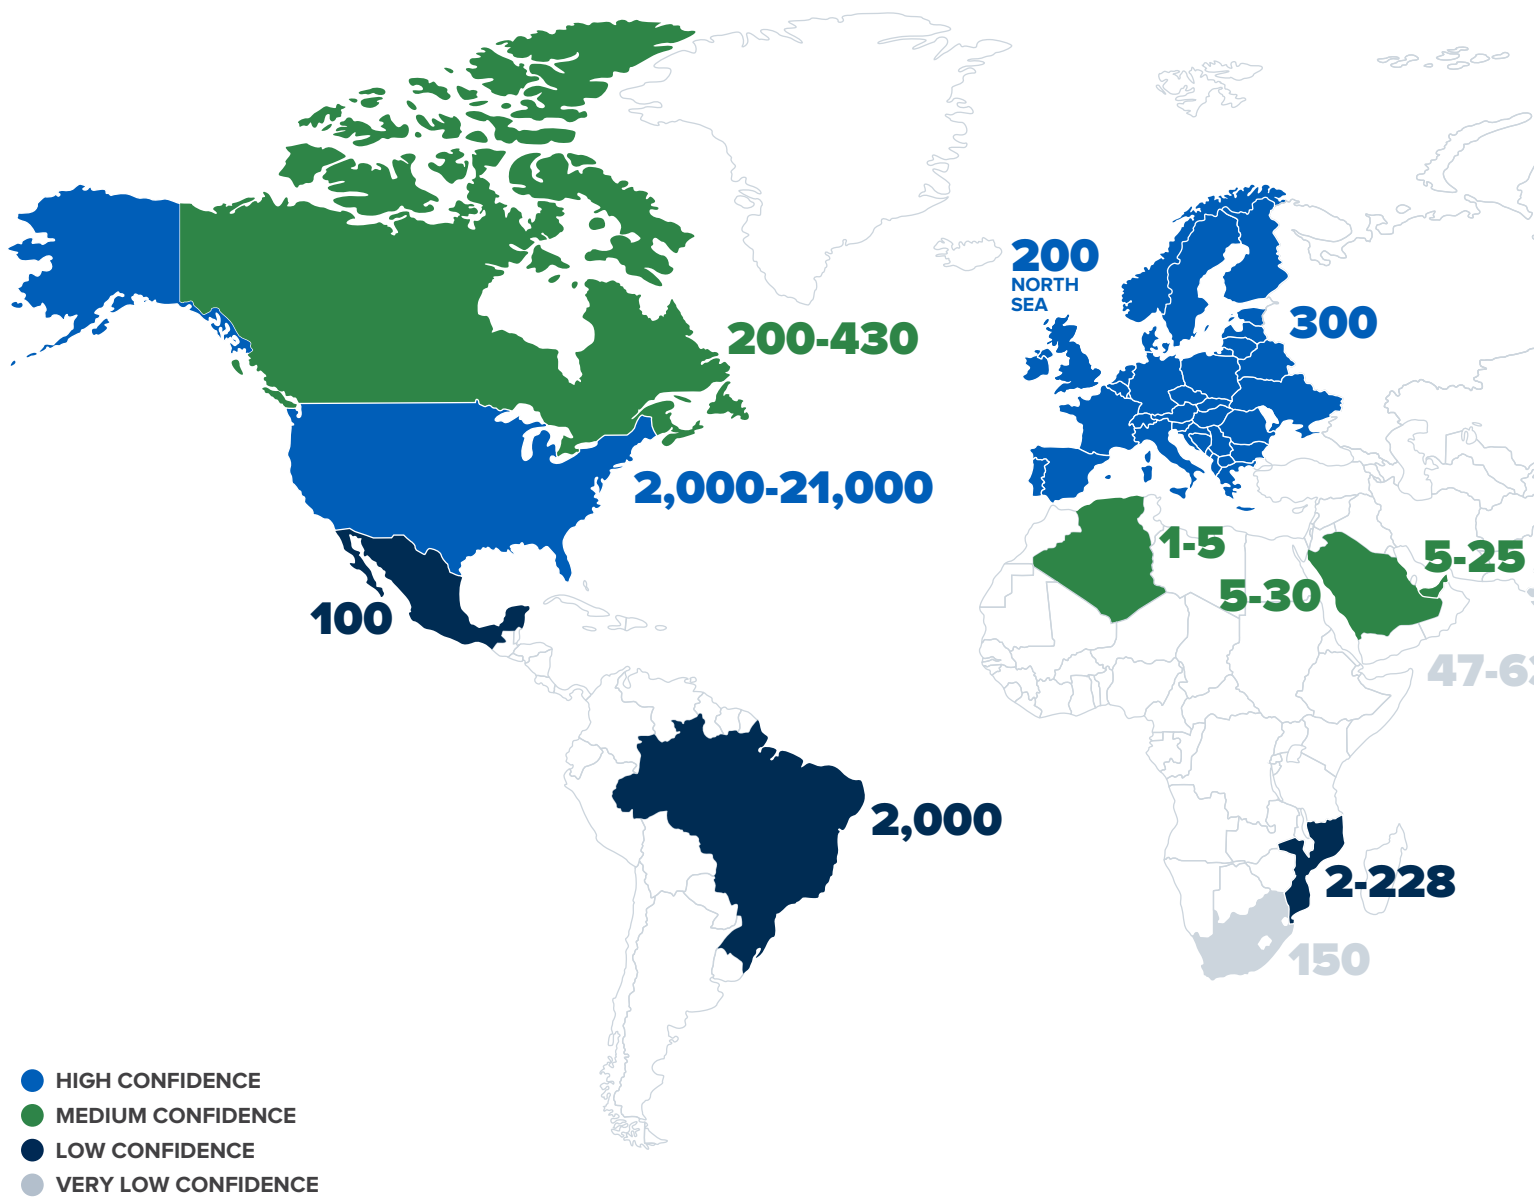 200
NORTH
SEA
300
200-430
2,000-21,000
1-5
5-25
5-30
100
2,000
2-228
150
HIGH CONFIDENCE
MEDIUM CONFIDENCE
LOW CONFIDENCE
VERY LOW CONFIDENCE